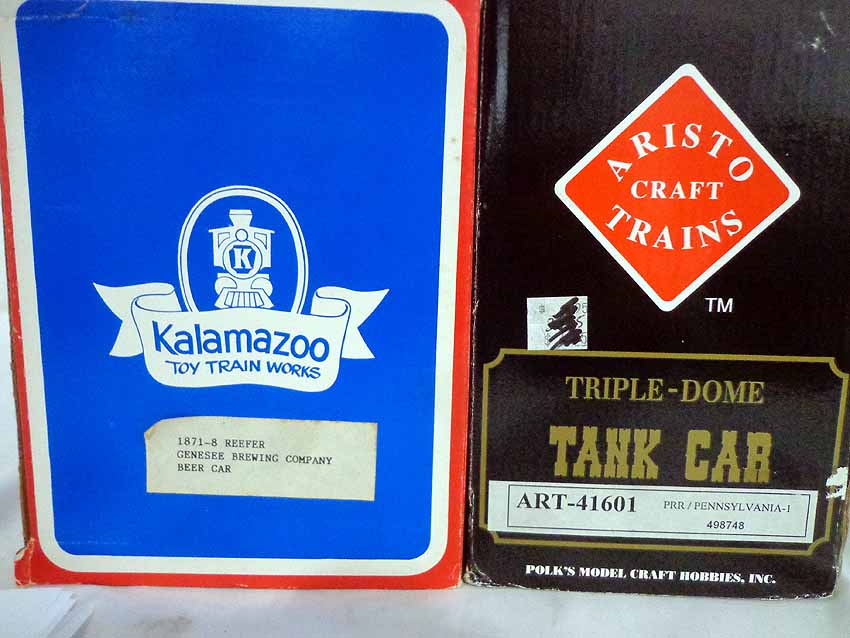 K
Kalamazoo
TOY TRAIN WORKS
1871-8 REEFER
GENESEE BREWING COMPANY
BEER CAR
ARISTO
CRAFT
TRAINS
TM
TRIPLE-DOME
TANK CAR
ART-41601 PRR / PENNSYLVANIA-1
498748
POLK'S MODEL CRAFT HOBBIES, INC.